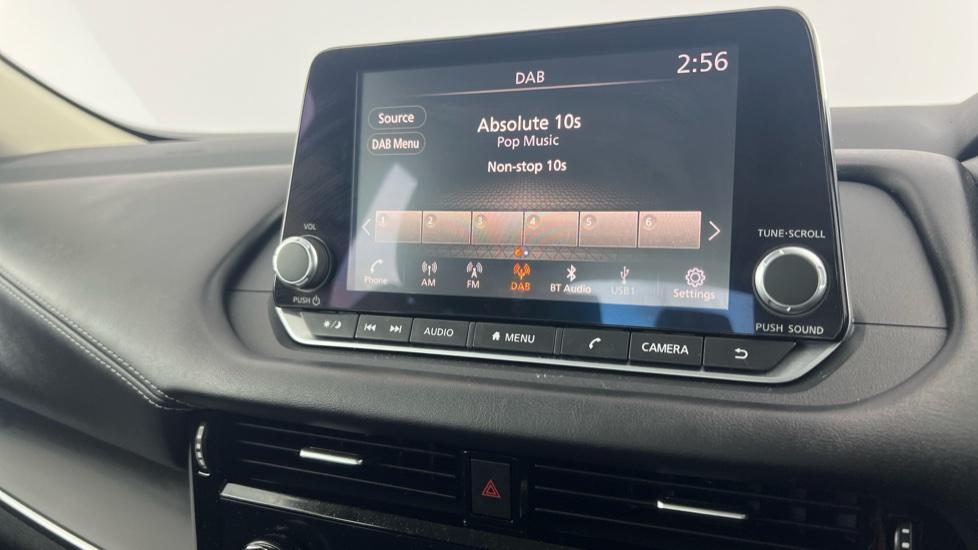 DAB
2:56
Source
Absolute 10s
DAB Menu
Pop Music
Non-stop 10s
1 2 3 4 5 6
Phone AM FM DAB BT Audio USB1 Settings
VOL
PUSH
TUNE·SCROLL
PUSH SOUND
AUDIO MENU CAMERA